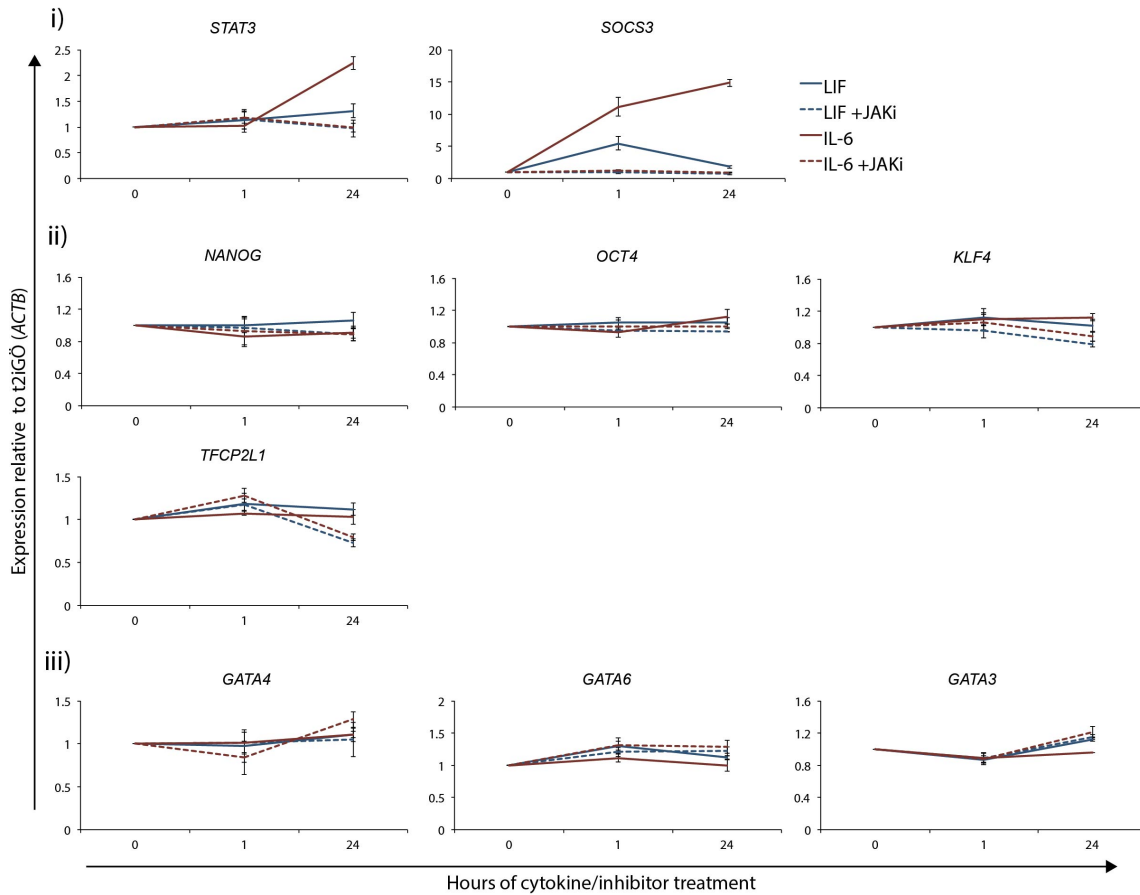 i)
STAT3
2.5
2
1.5
1
0.5
0
0 1 24
SOCS3
20
15
10
5
0
0 1 24
LIF
LIF +JAKi
IL-6
IL-6 +JAKi
ii)
NANOG
1.6
1.2
0.8
0.4
0
0 1 24
OCT4
1.6
1.2
0.8
0.4
0
0 1 24
KLF4
1.6
1.2
0.8
0.4
0
0 1 24
TFCP2L1
1.5
1
0.5
0
0 1 24
iii)
GATA4
1.5
1
0.5
0
0 1 24
GATA6
2
1.5
1
0.5
0
0 1 24
GATA3
1.6
1.2
0.8
0.4
0
0 1 24
Expression relative to t2iGÖ (ACTB)
Hours of cytokine/inhibitor treatment